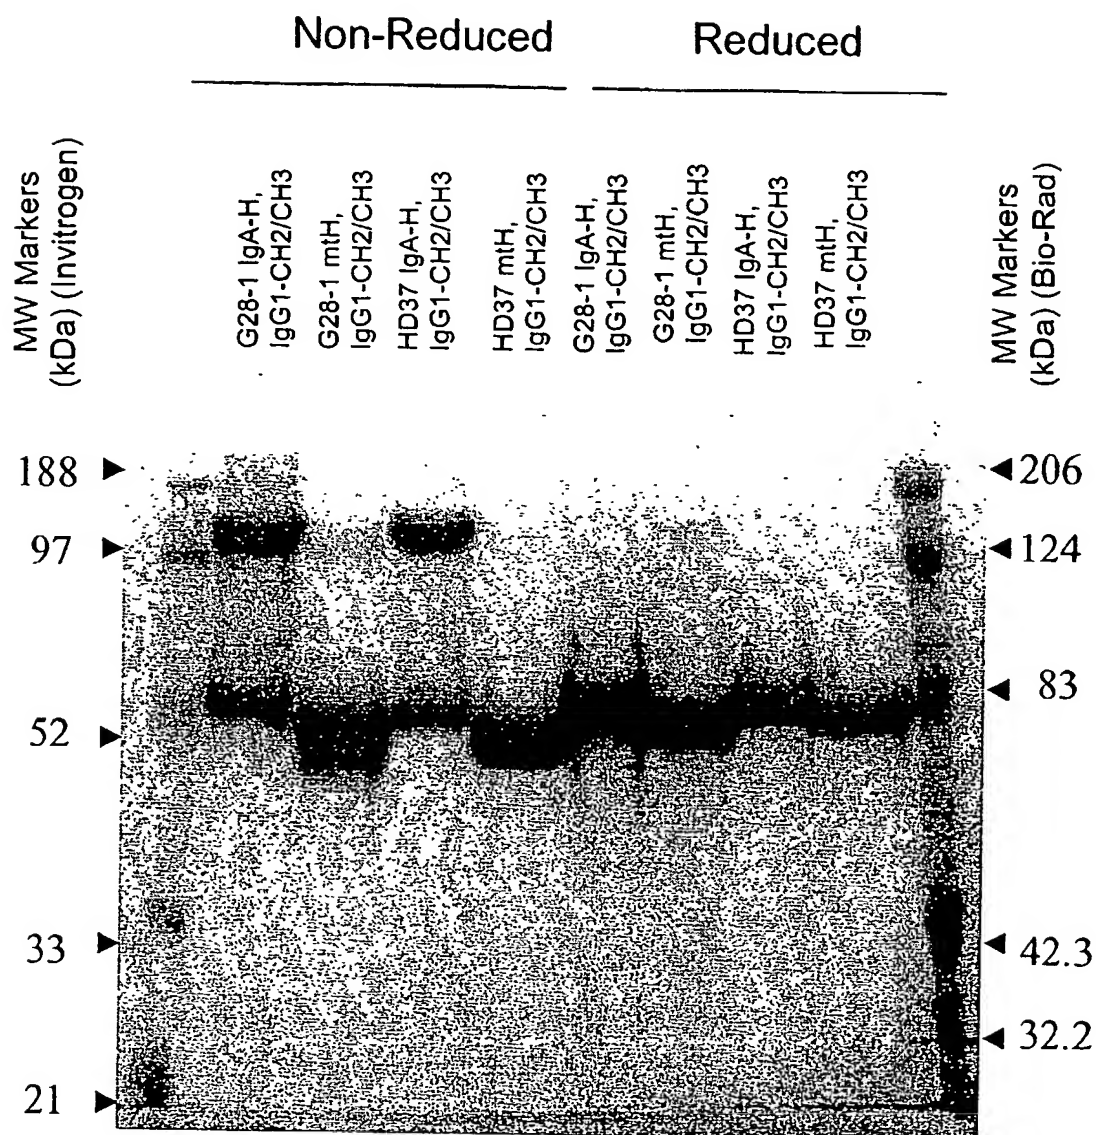 Non-Reduced
Reduced
MW Markers
(kDa) (Invitrogen)
G28-1 IgA-H,
IgG1-CH2/CH3
G28-1 mtH,
IgG1-CH2/CH3
HD37 IgA-H,
IgG1-CH2/CH3
HD37 mtH,
IgG1-CH2/CH3
G28-1 IgA-H,
IgG1-CH2/CH3
G28-1 mtH,
IgG1-CH2/CH3
HD37 IgA-H,
IgG1-CH2/CH3
HD37 mtH,
IgG1-CH2/CH3
MW Markers
(kDa) (Bio-Rad)
188
97
52
33
21
206
124
83
42.3
32.2